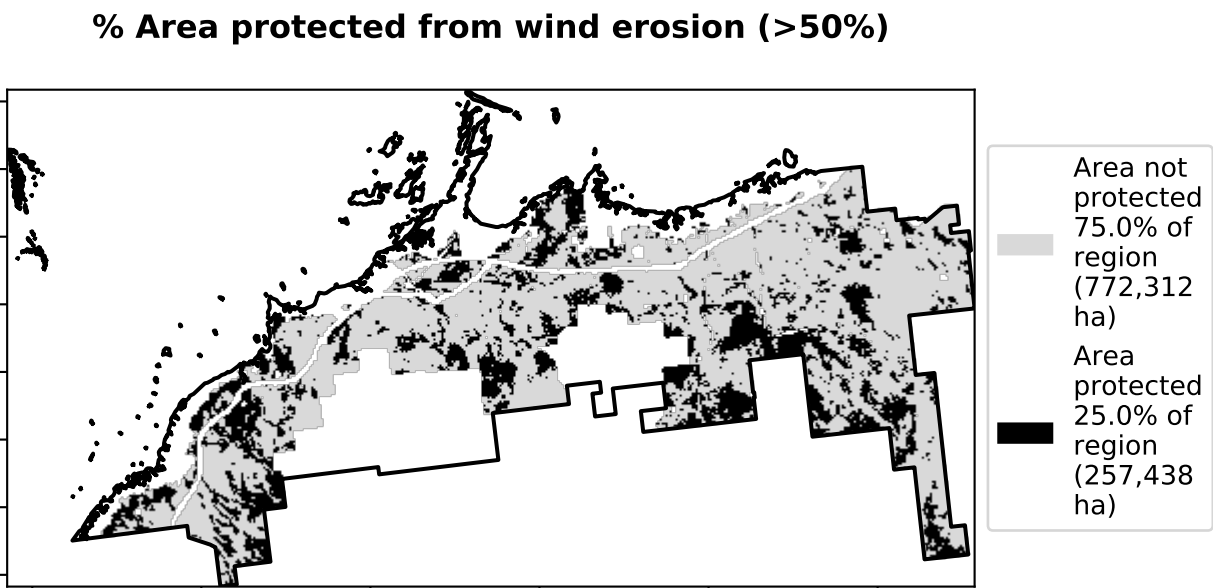 % Area protected from wind erosion (>50%)
Area not
protected
75.0% of
region
(772,312
ha)
Area
protected
25.0% of
region
(257,438
ha)